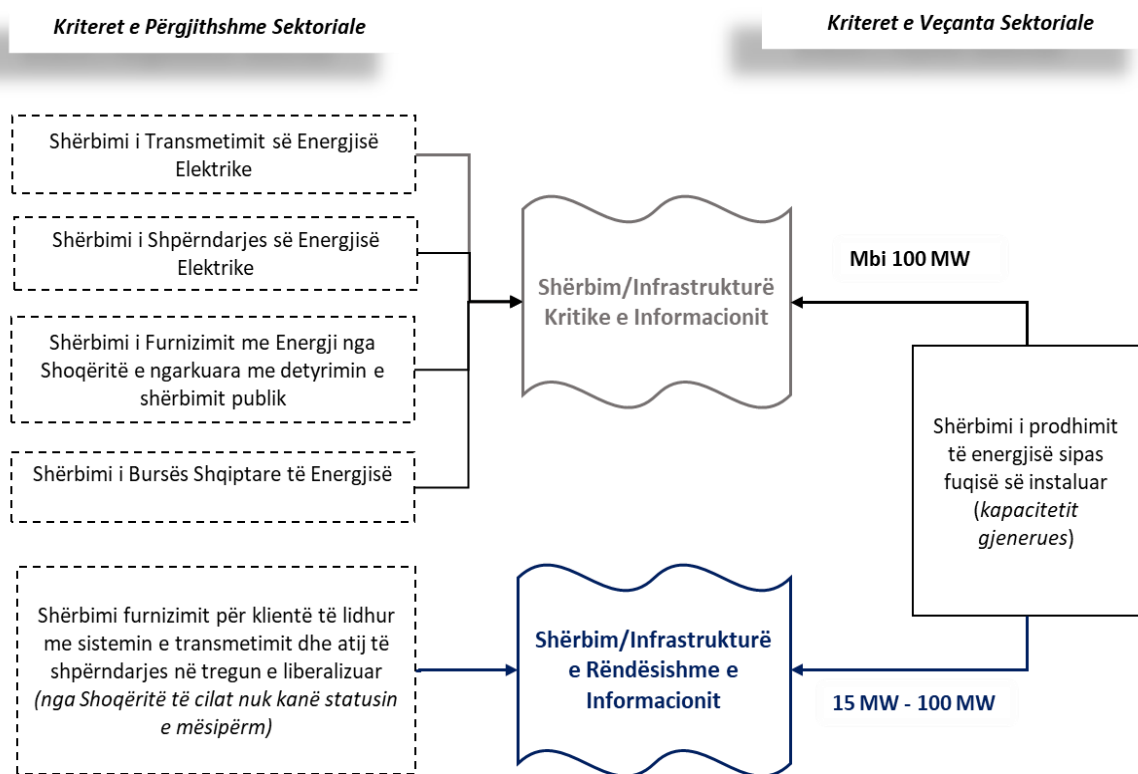 Kriteret e Përgjithshme Sektoriale
Kriteret e Veçanta Sektoriale
Shërbimi i Transmetimit së Energjisë
Elektrike
Shërbimi i Shpërndarjes së Energjisë
Elektrike
Shërbimi i Furnizimit me Energji nga
Shoqëritë e ngarkuara me detyrimin e
shërbimit publik
Shërbimi i Bursës Shqiptare të Energjisë
Shërbim/Infrastrukturë
Kritike e Informacionit
Mbi 100 MW
Shërbimi i prodhimit
të energjisë sipas
fuqisë së instaluar
(kapacitetit
gjenerues)
Shërbimi furnizimit për klientë të lidhur
me sistemin e transmetimit dhe atij të
shpërndarjes në tregun e liberalizuar
(nga Shoqëritë të cilat nuk kanë statusin
e mësipërm)
Shërbim/Infrastrukturë
e Rëndësishme e
Informacionit
15 MW - 100 MW